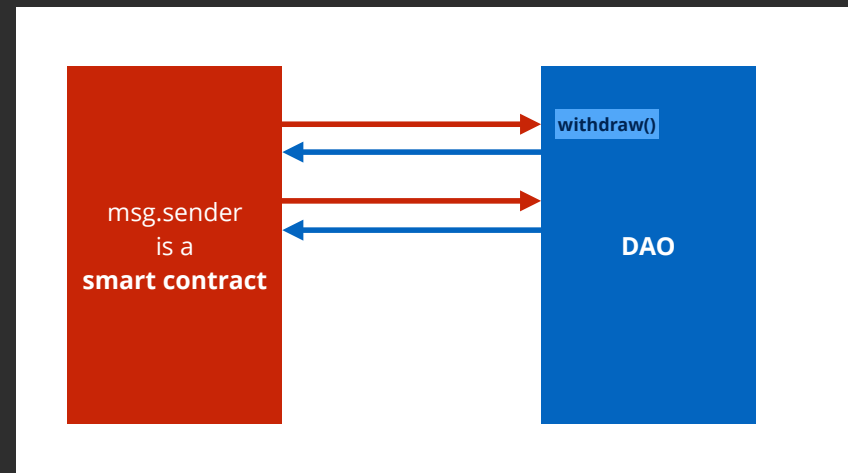 withdraw()
msg.sender
is a
smart contract
DAO